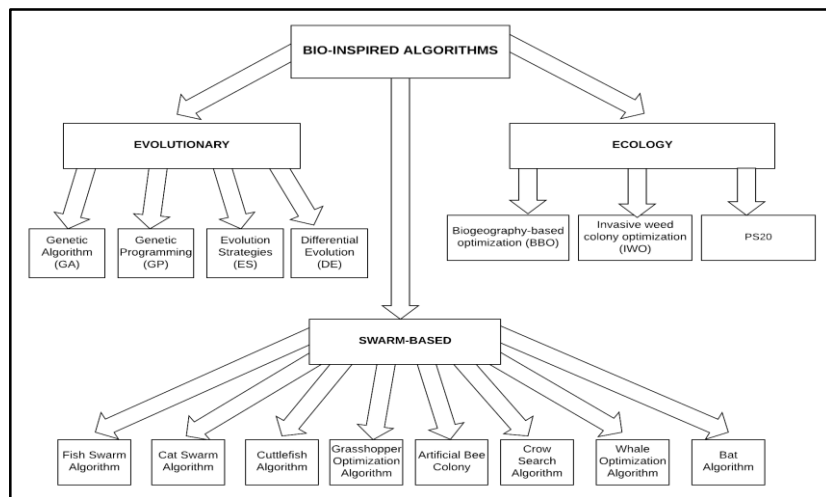 BIO-INSPIRED ALGORITHMS
EVOLUTIONARY
ECOLOGY
Genetic
Algorithm
(GA)
Genetic
Programming
(GP)
Evolution
Strategies
(ES)
Differential
Evolution
(DE)
Biogeography-based
optimization (BBO)
Invasive weed
colony optimization
(IWO)
PS20
SWARM-BASED
Fish Swarm
Algorithm
Cat Swarm
Algorithm
Cuttlefish
Algorithm
Grasshopper
Optimization
Algorithm
Artificial Bee
Colony
Crow
Search
Algorithm
Whale
Optimization
Algorithm
Bat
Algorithm